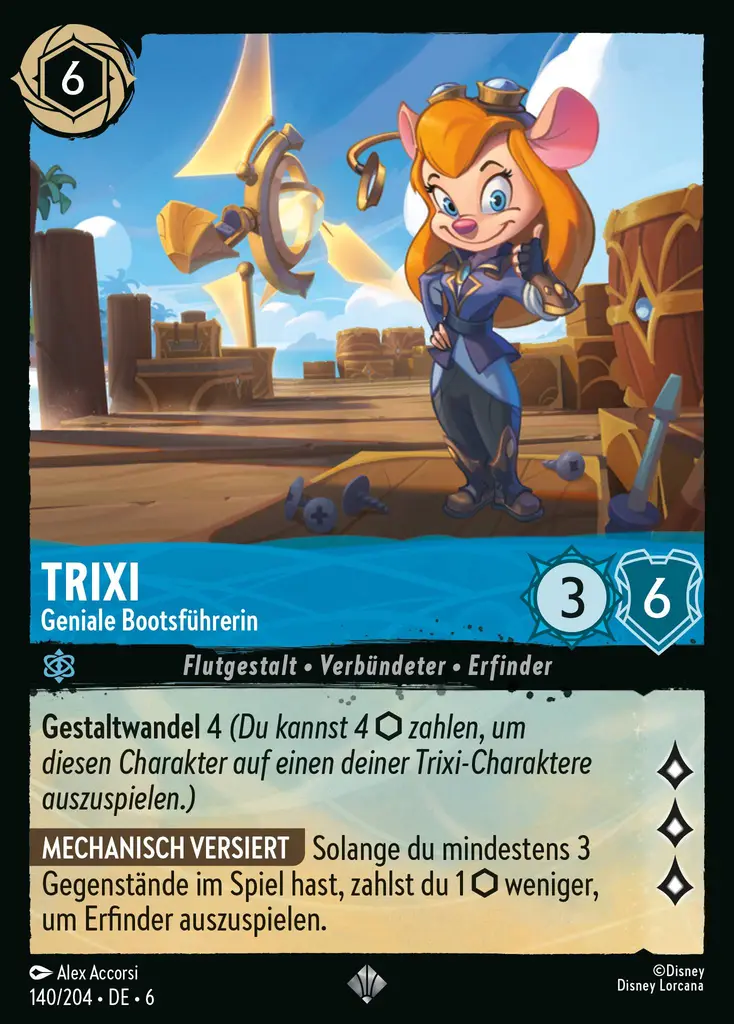 6
TRIXI
Geniale Bootsführerin
3
6
Flutgestalt • Verbündeter • Erfinder
Gestaltwandel 4 (Du kannst 4 zahlen, um
diesen Charakter auf einen deiner Trixi-Charaktere
auszuspielen.)
MECHANISCH VERSIERT Solange du mindestens 3
Gegenstände im Spiel hast, zahlst du 1 weniger,
um Erfinder auszuspielen.
Alex Accorsi
140/204 • DE • 6
©Disney
Disney Lorcana